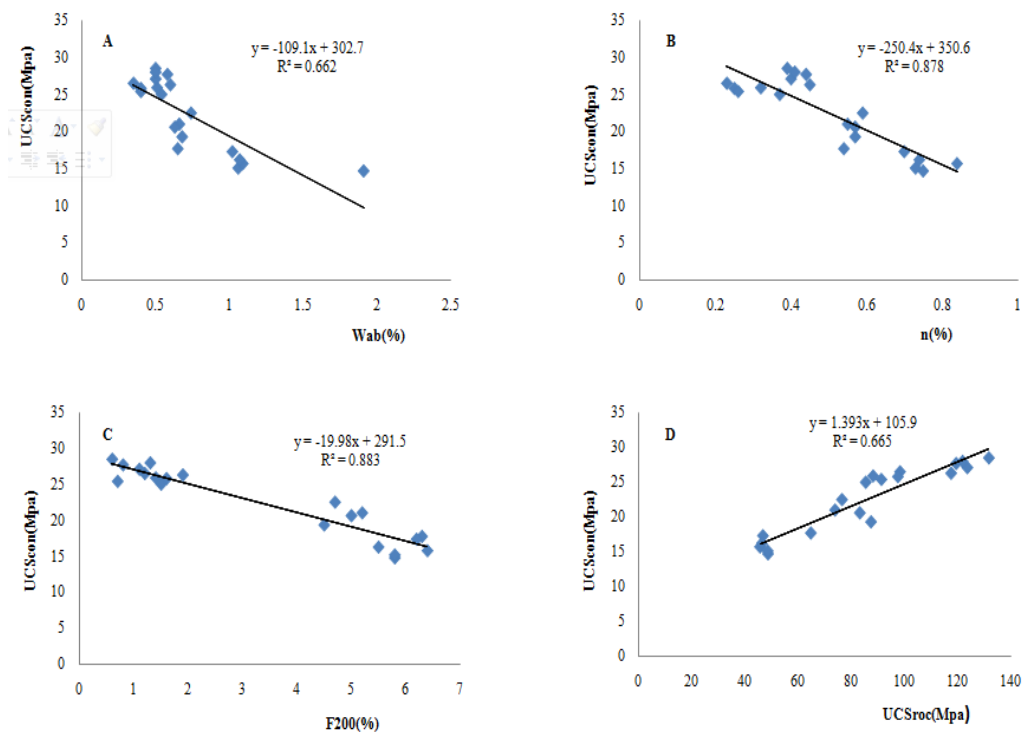 A
y = -109.1x + 302.7
R² = 0.662
UCScon(Mpa)
35
30
25
20
15
10
5
0
0 0.5 1 1.5 2 2.5
Wab(%)
B
y = -250.4x + 350.6
R² = 0.878
UCScon(Mpa)
35
30
25
20
15
10
5
0
0 0.2 0.4 0.6 0.8 1
n(%)
C
y = -19.98x + 291.5
R² = 0.883
UCScon(Mpa)
35
30
25
20
15
10
5
0
0 1 2 3 4 5 6 7
F200(%)
D
y = 1.393x + 105.9
R² = 0.665
UCScon(Mpa)
35
30
25
20
15
10
5
0
0 20 40 60 80 100 120 140
UCSroc(Mpa)